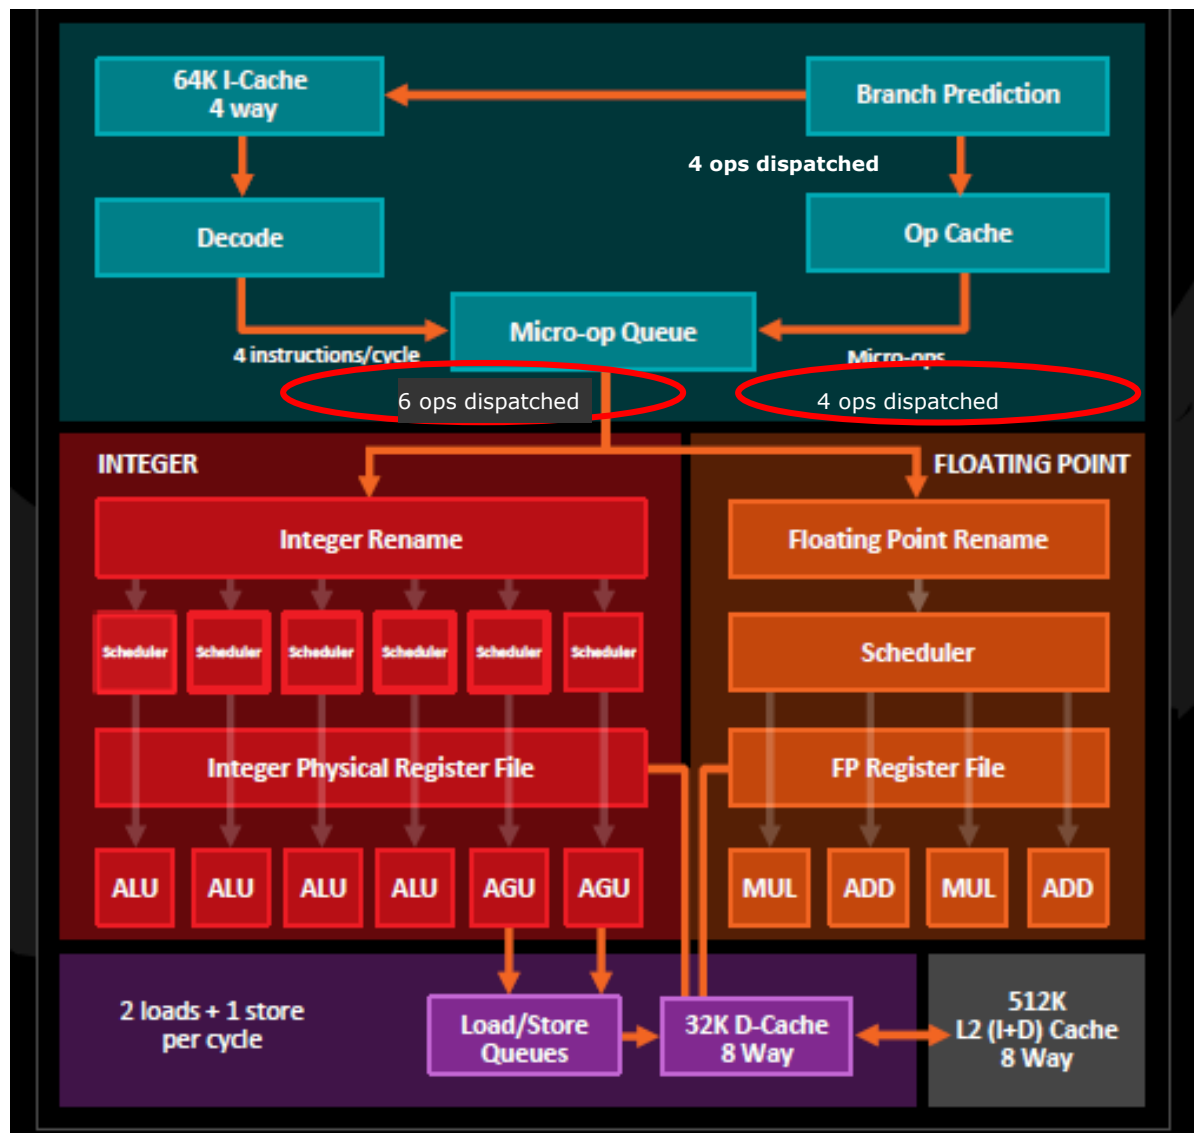 64K I-Cache
4 way
Branch Prediction
4 ops dispatched
Decode
Op Cache
Micro-op Queue
4 instructions/cycle
Micro-ops
6 ops dispatched
4 ops dispatched
INTEGER
FLOATING POINT
Integer Rename
Floating Point Rename
Scheduler
Scheduler
Scheduler
Scheduler
Scheduler
Scheduler
Scheduler
Integer Physical Register File
FP Register File
ALU
ALU
ALU
ALU
AGU
AGU
MUL
ADD
MUL
ADD
2 loads + 1 store
per cycle
Load/Store
Queues
32K D-Cache
8 Way
512K
L2 (I+D) Cache
8 Way